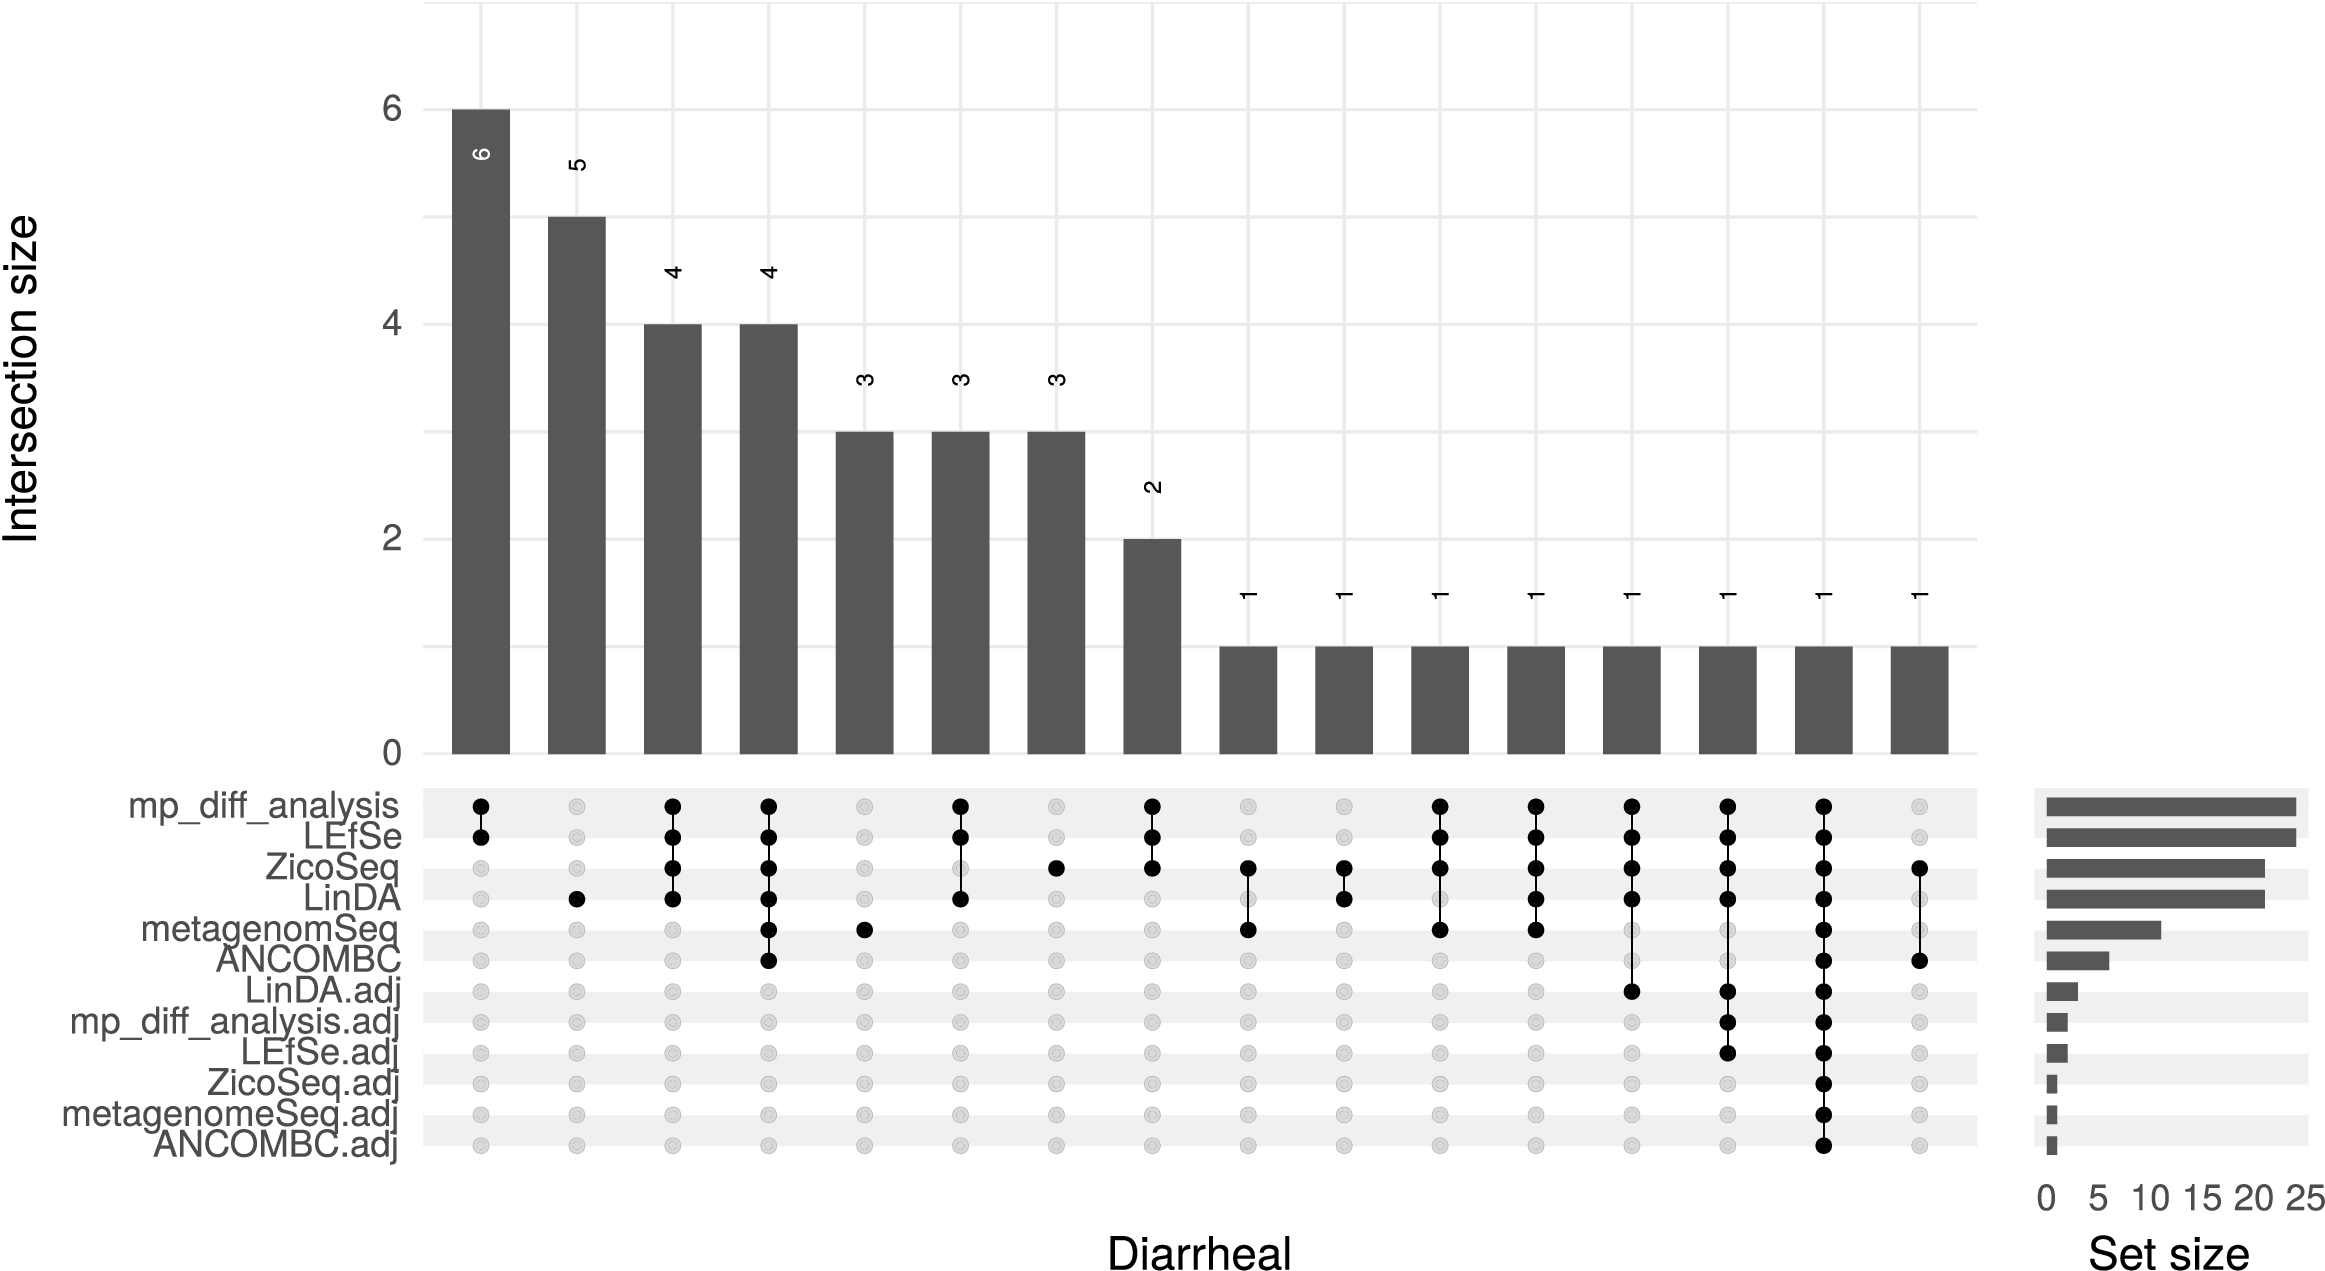 Intersection size
6
4
2
0
6
5
4
4
3
3
3
2
1
1
1
1
1
1
1
1
mp_diff_analysis
LEfSe
ZicoSeq
LinDA
metagenomSeq
ANCOMBC
LinDA.adj
mp_diff_analysis.adj
LEfSe.adj
ZicoSeq.adj
metagenomeSeq.adj
ANCOMBC.adj
0 5 10 15 20 25
Diarrheal
Set size